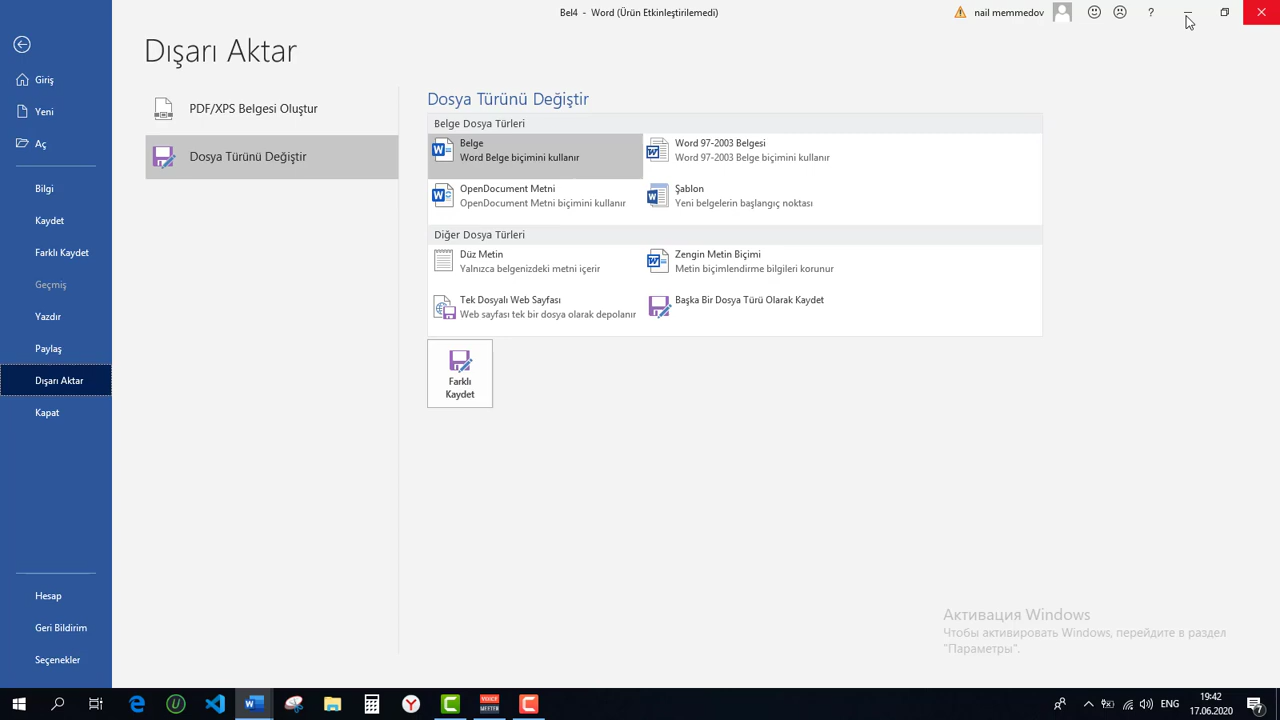 Bel4 - Word (Ürün Etkinleştirilemedi)
nail memmedov
?
Dışarı Aktar
Giriş
Yeni
Aç
Bilgi
Kaydet
Farklı Kaydet
Geçmiş
Yazdır
Paylaş
Dışarı Aktar
Kapat
Hesap
Geri Bildirim
Seçenekler
PDF/XPS Belgesi Oluştur
Dosya Türünü Değiştir
Dosya Türünü Değiştir
Belge Dosya Türleri
Belge
Word Belge biçimini kullanır
Word 97-2003 Belgesi
Word 97-2003 Belge biçimini kullanır
OpenDocument Metni
OpenDocument Metni biçimini kullanır
Şablon
Yeni belgelerin başlangıç noktası
Diğer Dosya Türleri
Düz Metin
Yalnızca belgenizdeki metni içerir
Zengin Metin Biçimi
Metin biçimlendirme bilgileri korunur
Tek Dosyalı Web Sayfası
Web sayfası tek bir dosya olarak depolanır
Başka Bir Dosya Türü Olarak Kaydet
Farklı
Kaydet
Активация Windows
Чтобы активировать Windows, перейдите в раздел
"Параметры".
ENG
19:42
17.06.2020
7